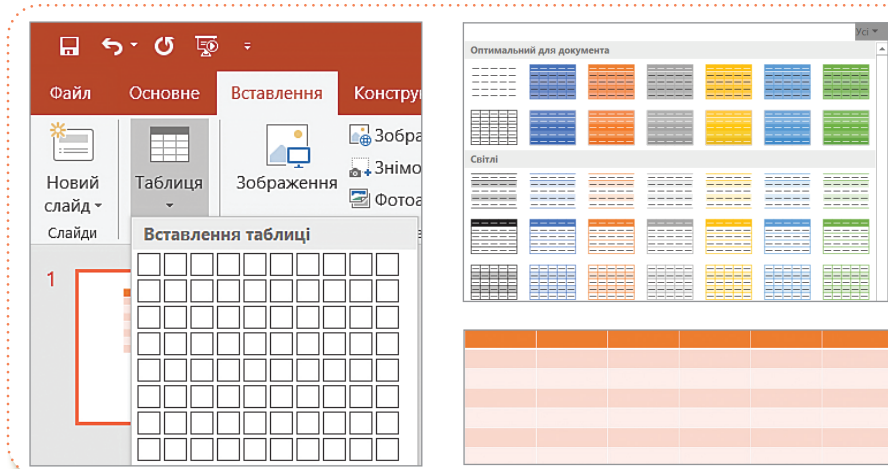 Файл Основне Вставлення Констру
Новий
слайд
Таблиця
Зображення
Зобра
Знімо
Фотоа
Слайди
Вставлення таблиці
1
Усі
Оптимальний для документа
Світлі